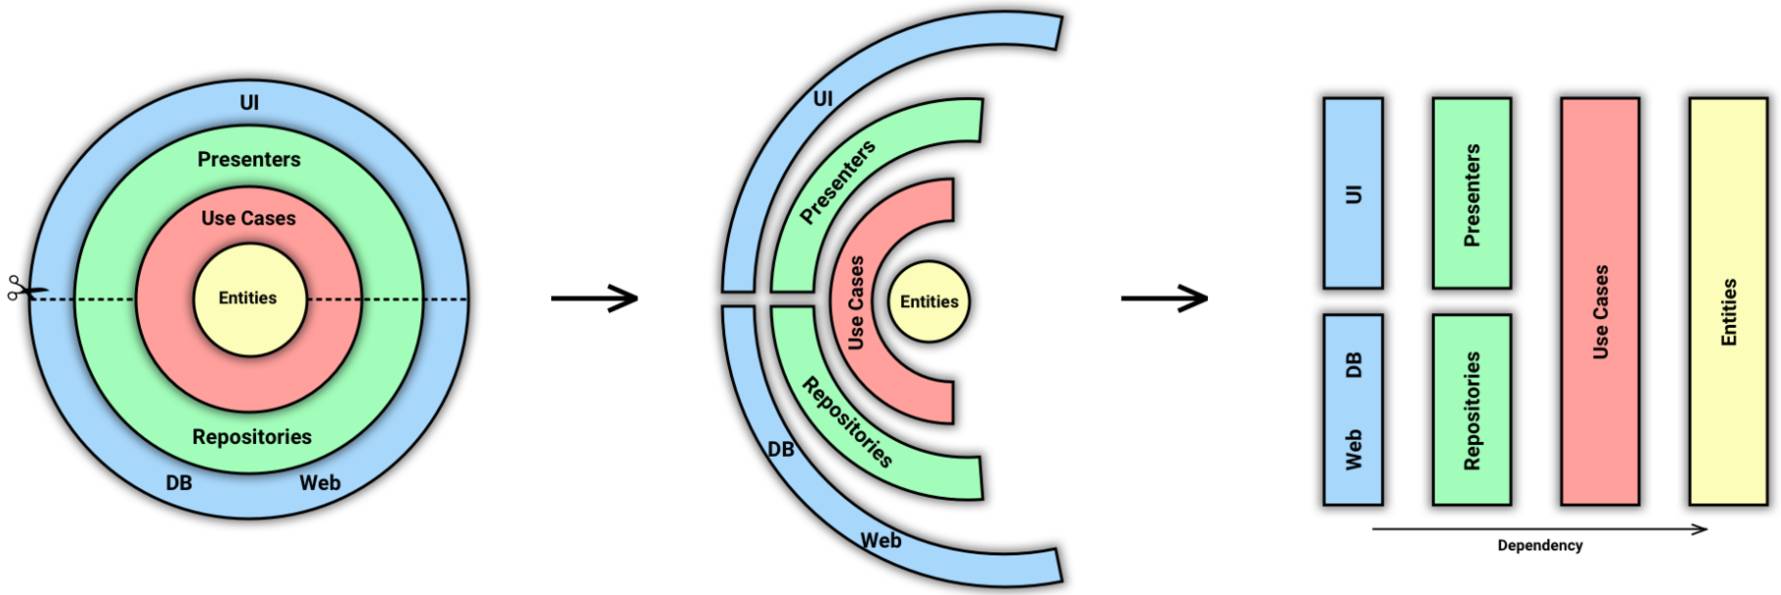 UI
Presenters
Use Cases
Entities
Repositories
DB
Web
UI
Presenters
Use Cases
Entities
Repositories
DB
Web
UI
Presenters
DB
Web
Repositories
Use Cases
Entities
Dependency